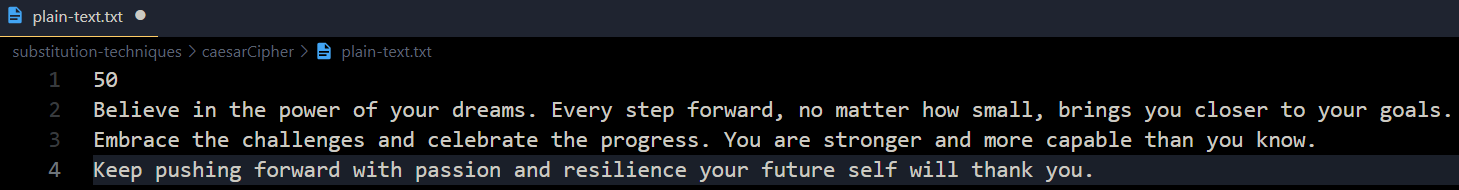 plain-text.txt
substitution-techniques > caesarCipher > plain-text.txt
1 50
2 Believe in the power of your dreams. Every step forward, no matter how small, brings you closer to your goals.
3 Embrace the challenges and celebrate the progress. You are stronger and more capable than you know.
4 Keep pushing forward with passion and resilience your future self will thank you.